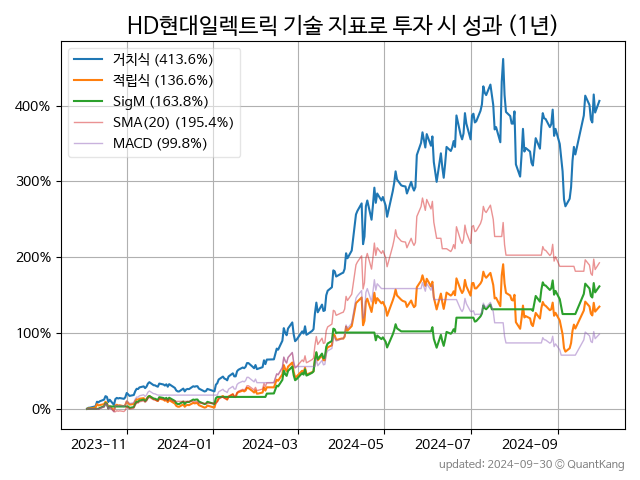 HD현대일렉트릭 기술 지표로 투자 시 성과 (1년)
거치식 (413.6%)
적립식 (136.6%)
SigM (163.8%)
SMA(20) (195.4%)
MACD (99.8%)
400%
300%
200%
100%
0%
2023-11 2024-01 2024-03 2024-05 2024-07 2024-09
updated: 2024-09-30 © QuantKang